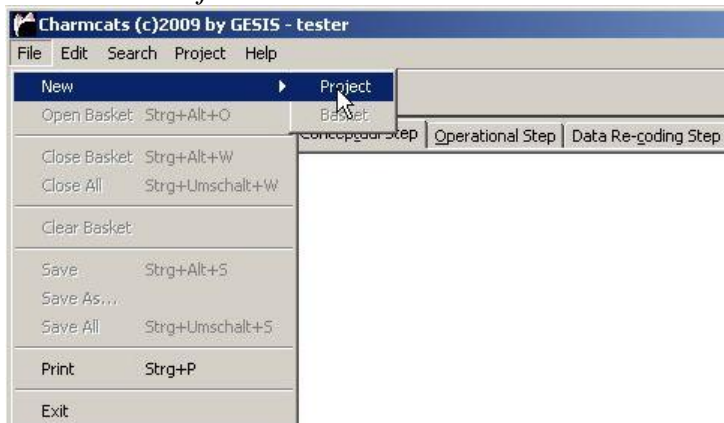 Charmcats (c)2009 by GESIS - tester
File Edit Search Project Help
New Project
Open Basket Strg+Alt+O Basket
Conceptual Step Operational Step Data Re-coding Step
Close Basket Strg+Alt+W
Close All Strg+Umschalt+W
Clear Basket
Save Strg+Alt+S
Save As...
Save All Strg+Umschalt+S
Print Strg+P
Exit